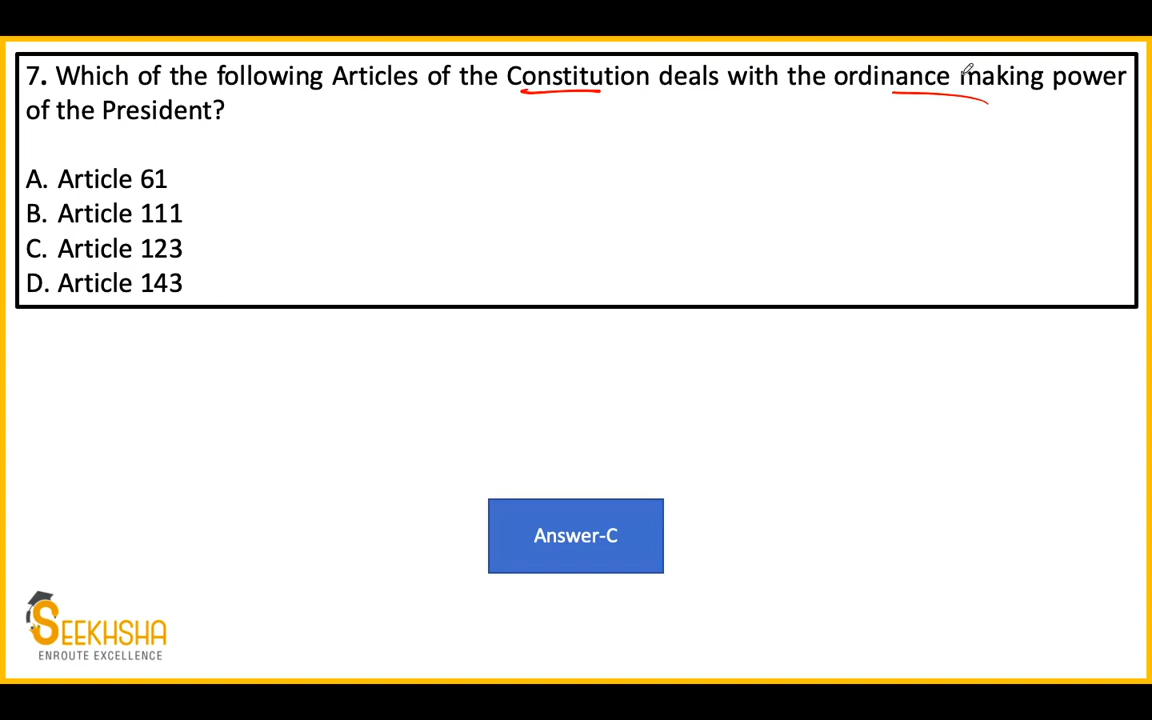 7. Which of the following Articles of the Constitution deals with the ordinance making power
of the President?
A. Article 61
B. Article 111
C. Article 123
D. Article 143
Answer-C
SEEKHSHA
ENROUTE EXCELLENCE